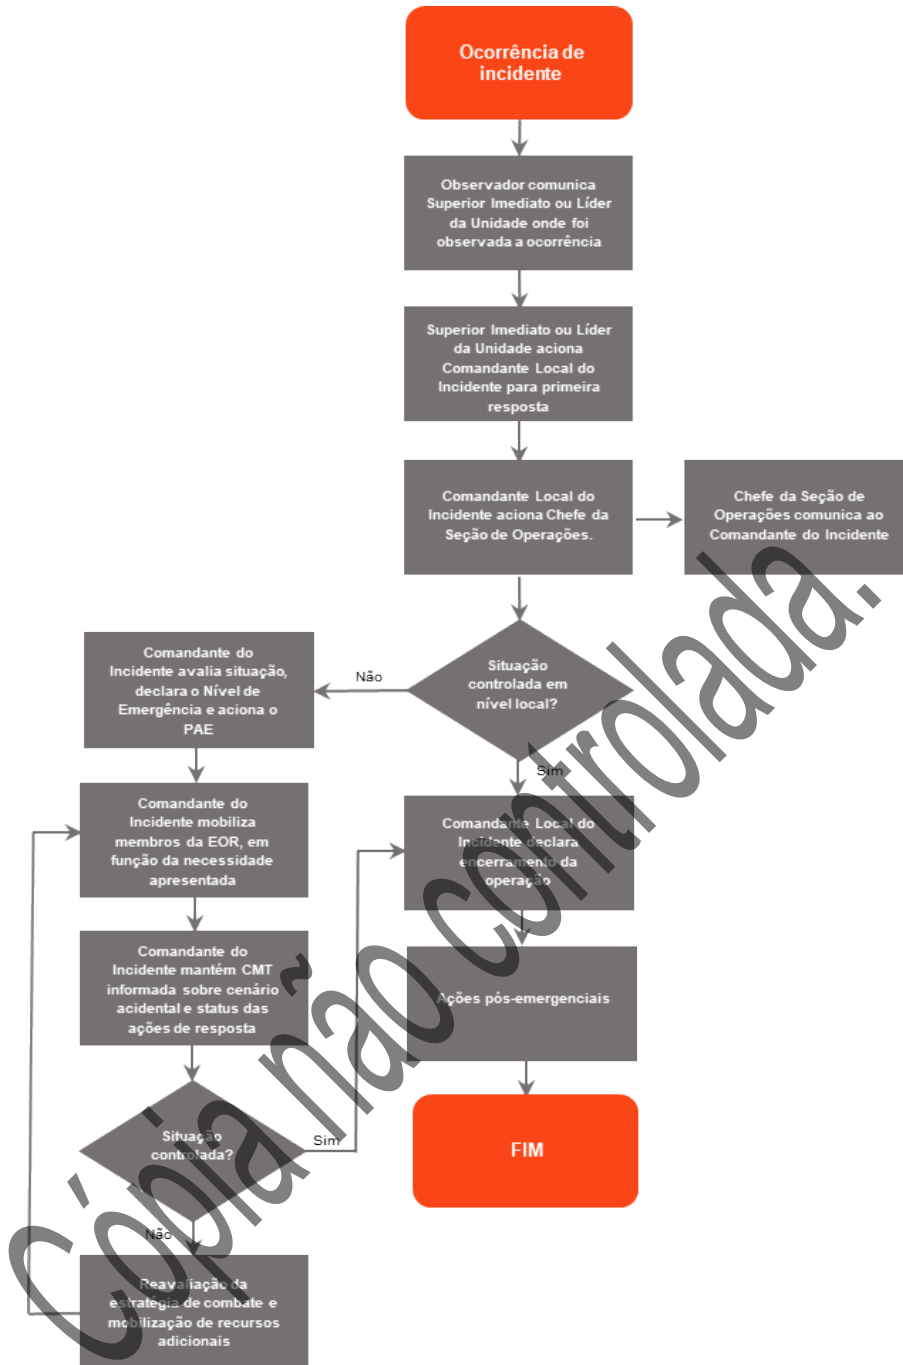 Ocorrência de
incidente
Observador comunica
Superior Imediato ou Líder
da Unidade onde foi
observada a ocorrência
Superior Imediato ou Líder
da Unidade aciona
Comandante Local do
Incidente para primeira
resposta
Comandante Local do
Incidente aciona Chefe da
Seção de Operações.
Chefe da Seção de
Operações comunica ao
Comandante do Incidente
Situação
controlada em
nível local?
Não
Comandante do
Incidente avalia situação,
declara o Nível de
Emergência e aciona o
PAE
Sim
Comandante do
Incidente mobiliza
membros da EOR, em
função da necessidade
apresentada
Comandante Local do
Incidente declara
encerramento da
operação
Comandante do
Incidente mantém CMT
informada sobre cenário
acidental e status das
ações de resposta
Ações pós-emergenciais
Situação
controlada?
Sim
FIM
Não
Reavaliação da
estratégia de combate e
mobilização de recursos
adicionais
Cópia não controlada.